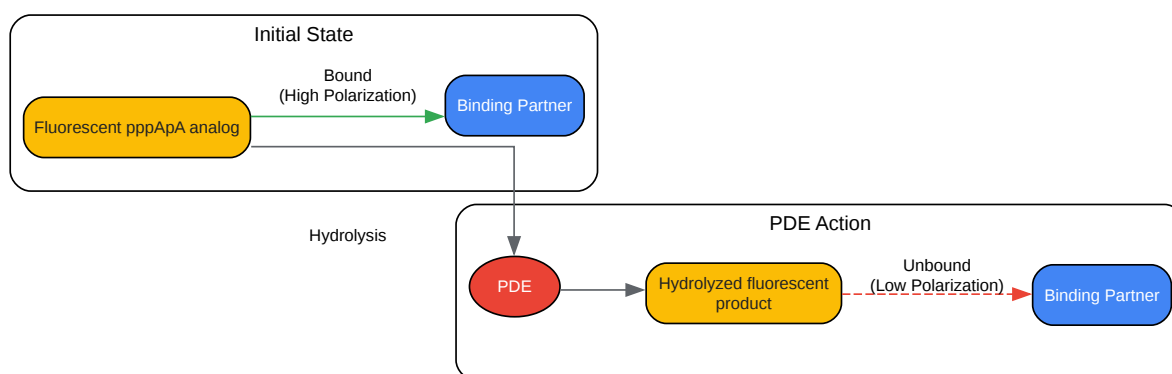 Initial State
Bound
(High Polarization)
Fluorescent pppApA analog
Binding Partner
Hydrolysis
PDE Action
PDE
Hydrolyzed fluorescent
product
Unbound
(Low Polarization)
Binding Partner